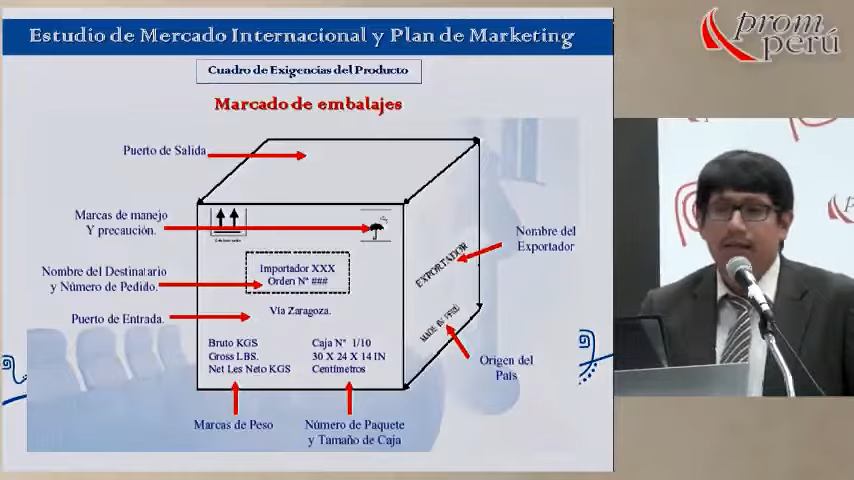 Estudio de Mercado Internacional y Plan de Marketing
prom
perú
Cuadro de Exigencias del Producto
Marcado de embalajes
Puerto de Salida
Marcas de manejo
Y precaución.
Nombre del
Exportador
EXPORTADOR
Nombre del Destinatario
y Número de Pedido.
Importador XXX
Orden N° ###
Puerto de Entrada.
Vía Zaragoza.
MADE IN PERÚ
Bruto KGS
Gross LBS.
Net Les Neto KGS
Caja N° 1/10
30 X 24 X 14 IN
Centímetros
Origen del
País
Marcas de Peso
Número de Paquete
y Tamaño de Caja